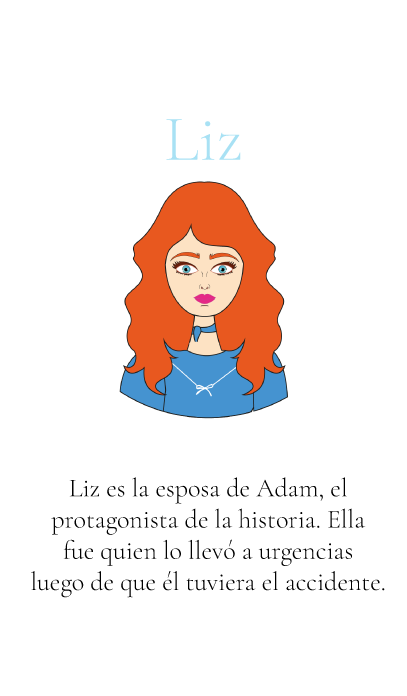 Liz
Liz es la esposa de Adam, el
protagonista de la historia. Ella
fue quien lo llevó a urgencias
luego de que él tuviera el accidente.